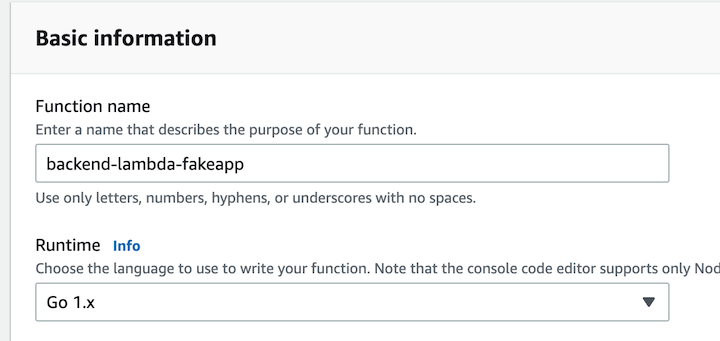 Basic information
Function name
Enter a name that describes the purpose of your function.
backend-lambda-fakeapp
Use only letters, numbers, hyphens, or underscores with no spaces.
Runtime Info
Choose the language to use to write your function. Note that the console code editor supports only Nod
Go 1.x